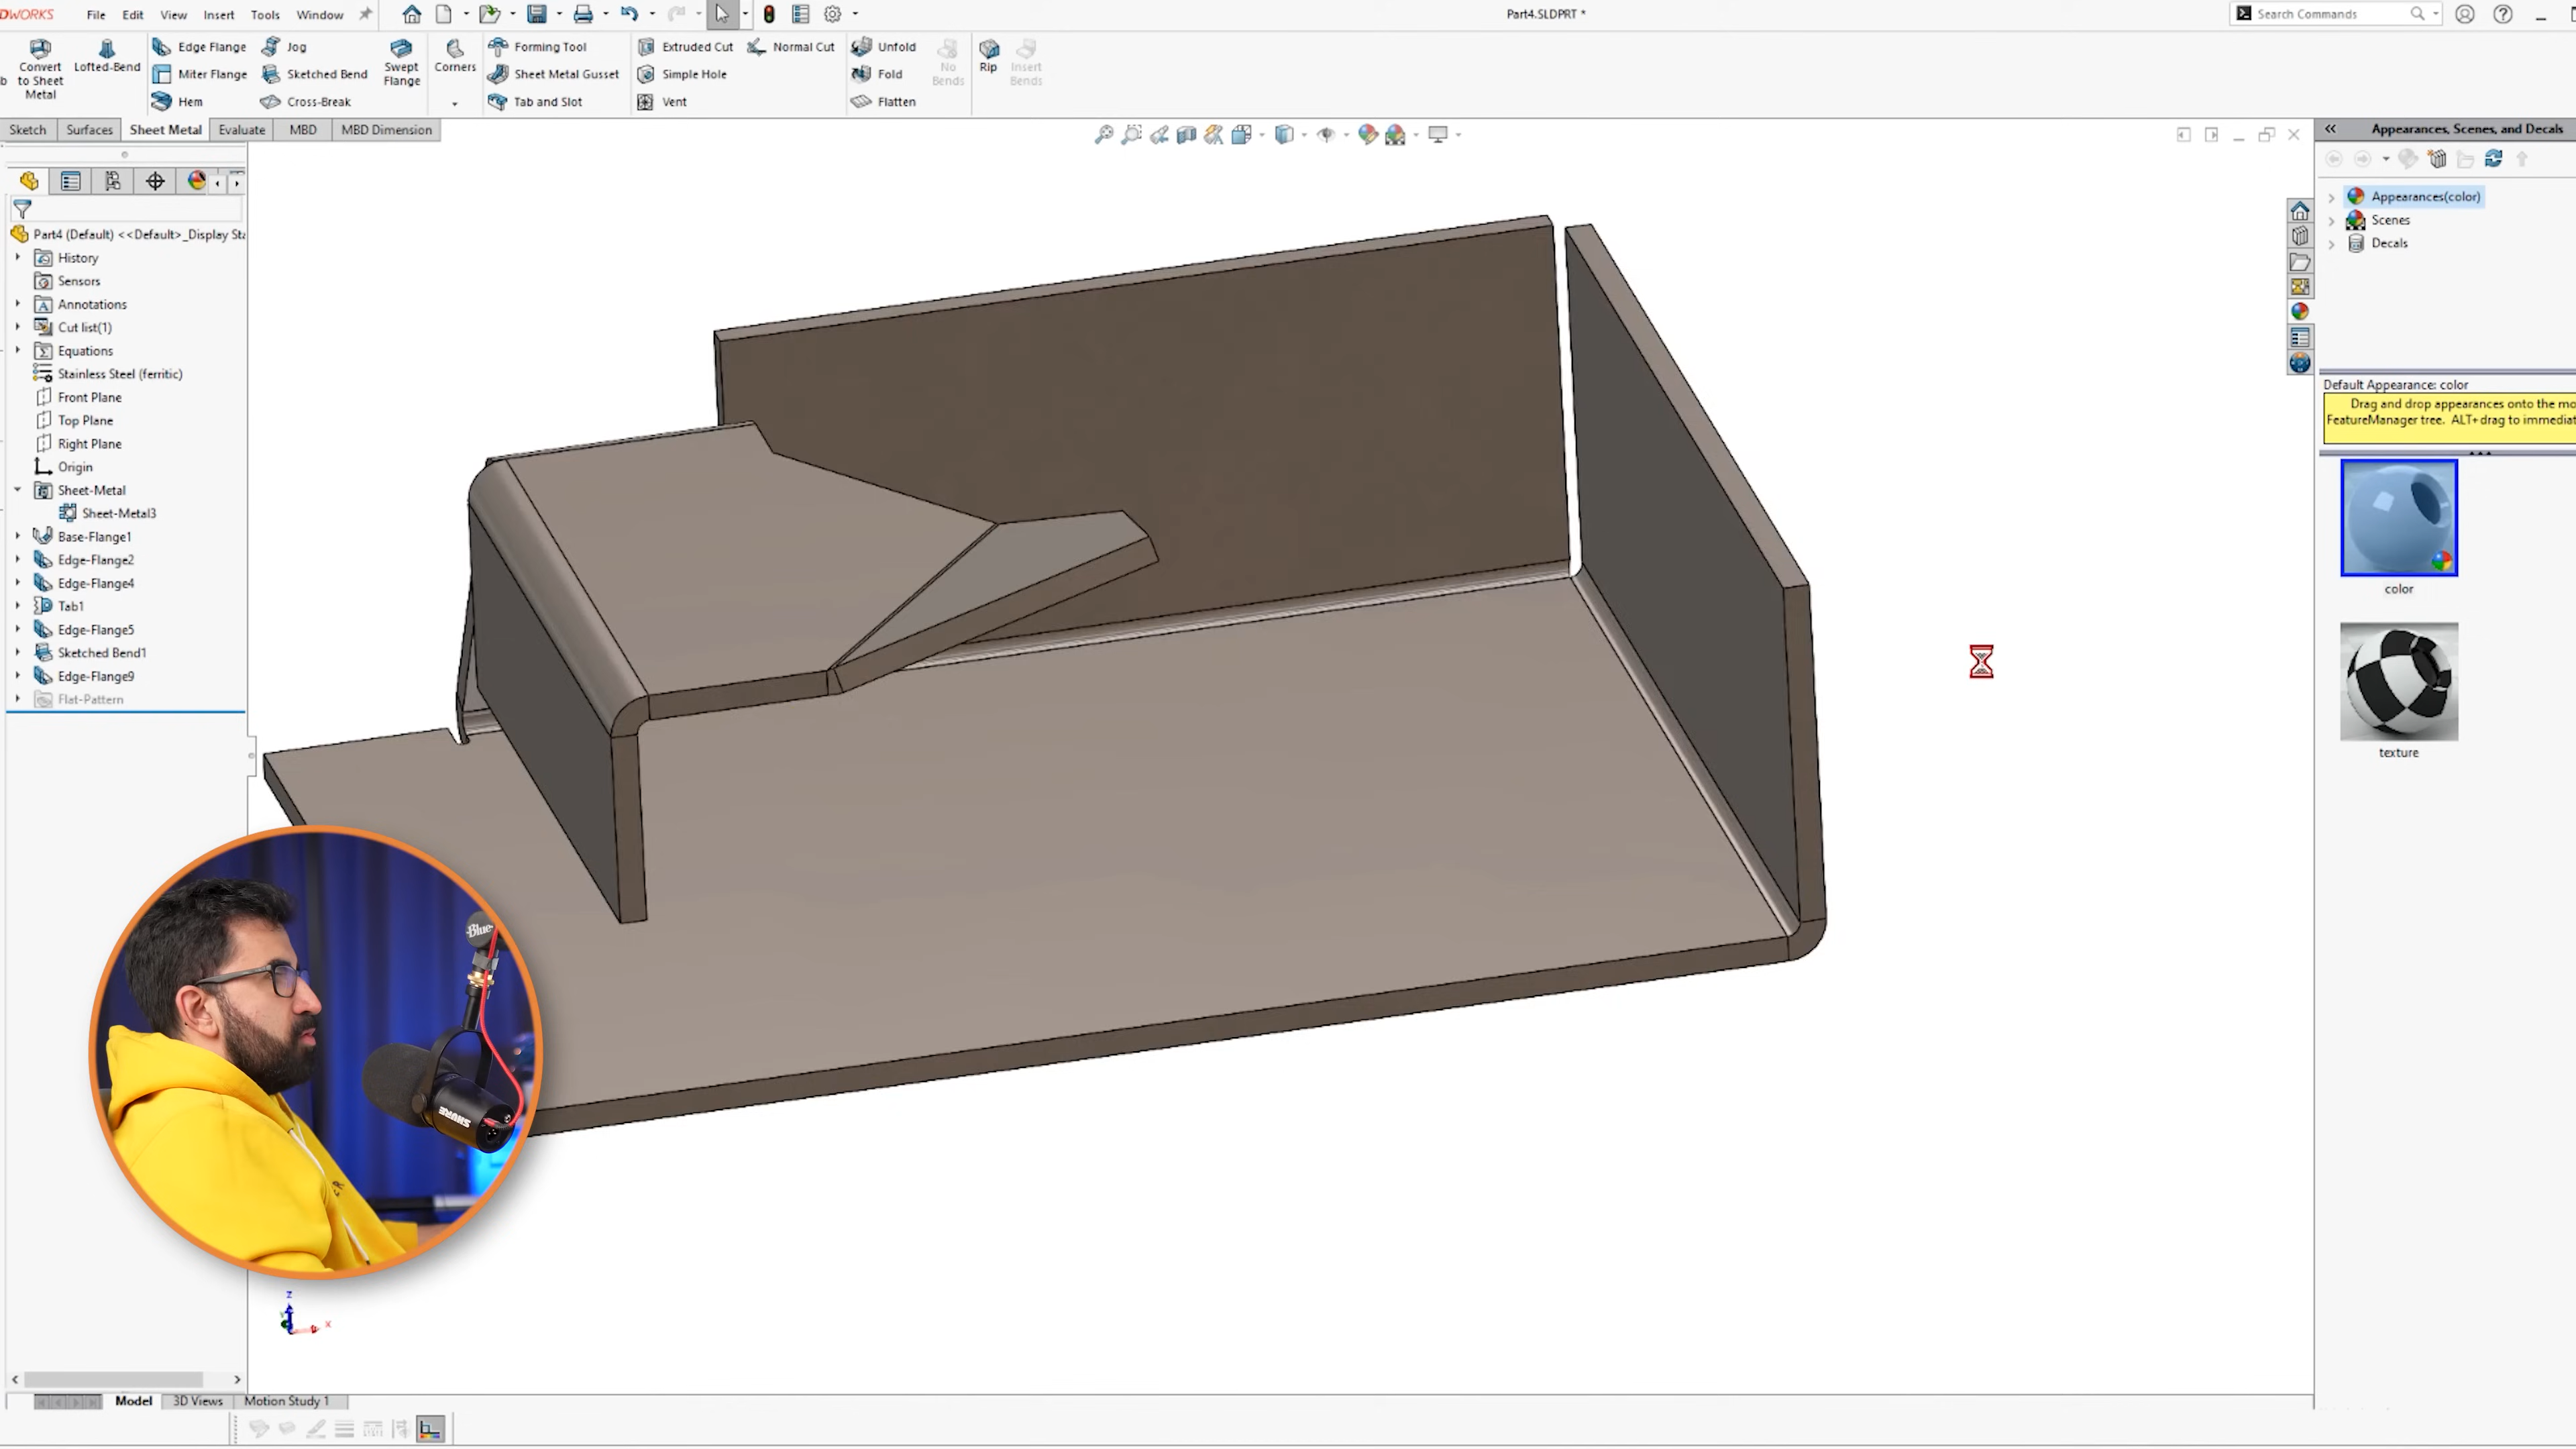 DWORKS File Edit View Insert Tools Window Part4.SLDPRT * Search Commands
Convert to Sheet Metal
Lofted-Bend
Edge Flange
Miter Flange
Hem
Jog
Sketched Bend
Cross-Break
Swept Flange
Corners
Forming Tool
Sheet Metal Gusset
Tab and Slot
Extruded Cut
Simple Hole
Vent
Normal Cut
Unfold
Fold
Flatten
No Bends
Rip
Insert Bends
Sketch Surfaces Sheet Metal Evaluate MBD MBD Dimension
Part4 (Default) <<Default>_Display Sta
History
Sensors
Annotations
Cut list(1)
Equations
Stainless Steel (ferritic)
Front Plane
Top Plane
Right Plane
Origin
Sheet-Metal
Sheet-Metal3
Base-Flange1
Edge-Flange2
Edge-Flange4
Tab1
Edge-Flange5
Sketched Bend1
Edge-Flange9
Flat-Pattern
Blue
SHURE
z
x
Model 3D Views Motion Study 1
Appearances, Scenes, and Decals
Appearances(color)
Scenes
Decals
Default Appearance: color
Drag and drop appearances onto the mo
FeatureManager tree. ALT+drag to immediat
color
texture